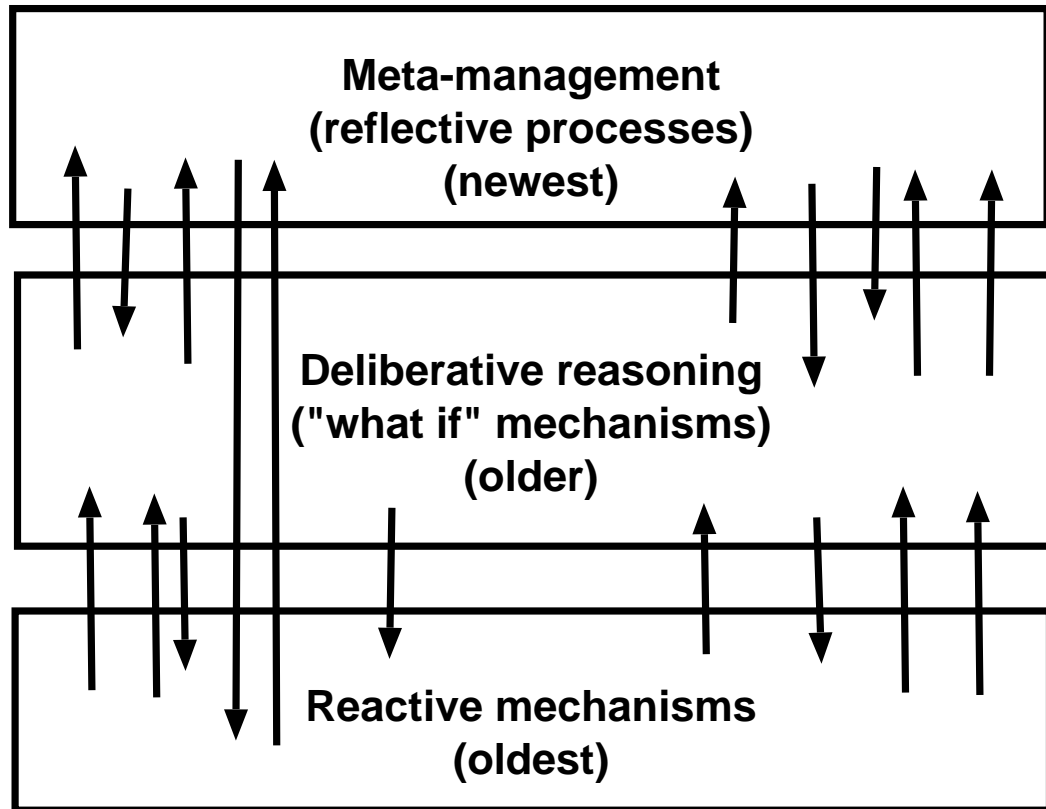 Meta-management
(reflective processes)
(newest)
Deliberative reasoning
("what if" mechanisms)
(older)
Reactive mechanisms
(oldest)